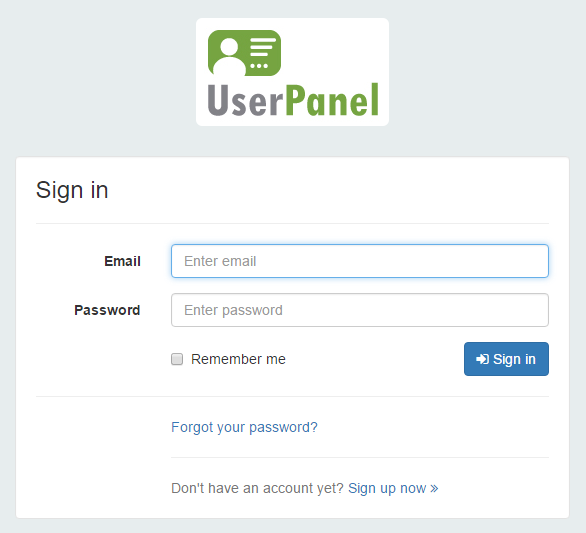 UserPanel
Sign in
Email Enter email
Password Enter password
Remember me Sign in
Forgot your password?
Don't have an account yet? Sign up now »